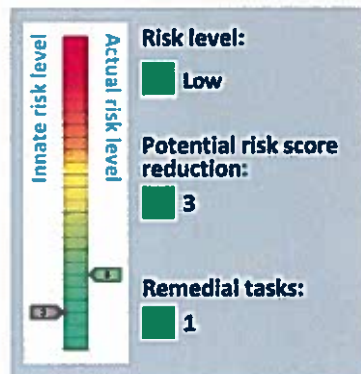 Innate risk level
Actual risk level
Risk level:
Low
Potential risk score
reduction:
3
Remedial tasks:
1